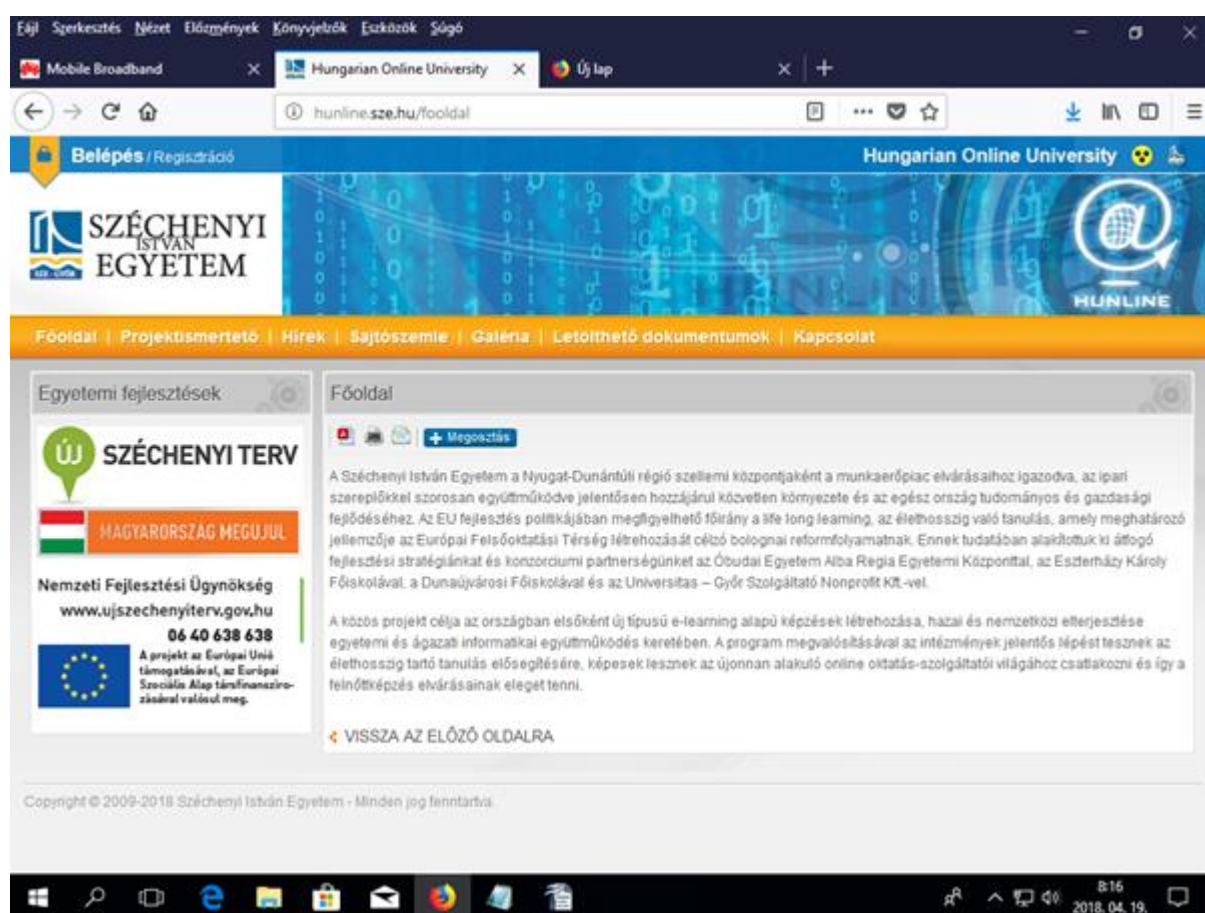 Fájl Szerkesztés Nézet Előzmények Könyvjelzők Eszközök Súgó
Mobile Broadband
Hungarian Online University
Új lap
hunline.sze.hu/fooldal
Belépés / Regisztráció
Hungarian Online University
SZÉCHENYI
ISTVÁN
EGYETEM
SZE - GYŐR
HUNLINE
HUNLINE
Főoldal | Projektismertető | Hírek | Sajtószemle | Galéria | Letölthető dokumentumok | Kapcsolat
Egyetemi fejlesztések
ÚJ SZÉCHENYI TERV
MAGYARORSZÁG MEGÚJUL
Nemzeti Fejlesztési Ügynökség
www.ujszechenyiterv.gov.hu
06 40 638 638
A projekt az Európai Unió
támogatásával, az Európai
Szociális Alap társfinanszíro-
zásával valósul meg.
Főoldal
Megosztás
A Széchenyi István Egyetem a Nyugat-Dunántúli régió szellemi központjaként a munkaerőpiac elvárásaihoz igazodva, az ipari
szereplőkkel szorosan együttműködve jelentősen hozzájárul közvetlen környezete és az egész ország tudományos és gazdasági
fejlődéséhez. Az EU fejlesztés politikájában megfigyelhető főirány a life long learning, az élethosszig való tanulás, amely meghatározó
jellemzője az Európai Felsőoktatási Térség létrehozását célzó bolognai reformfolyamatnak. Ennek tudatában alakítottuk ki átfogó
fejlesztési stratégiánkat és konzorciumi partnerségünket az Óbudai Egyetem Alba Regia Egyetemi Központtal, az Eszterházy Károly
Főiskolával, a Dunaújvárosi Főiskolával és az Universitas – Győr Szolgáltató Nonprofit Kft.-vel.
A közös projekt célja az országban elsőként új típusú e-learning alapú képzések létrehozása, hazai és nemzetközi elterjesztése
egyetemi és ágazati informatikai együttműködés keretében. A program megvalósításával az intézmények jelentős lépést tesznek az
élethosszig tartó tanulás elősegítésére, képesek lesznek az újonnan alakuló online oktatás-szolgáltatói világához csatlakozni és így a
felnőttképzés elvárásainak eleget tenni.
VISSZA AZ ELŐZŐ OLDALRA
Copyright © 2009-2018 Széchenyi István Egyetem - Minden jog fenntartva.
8:16
2018. 04. 19.